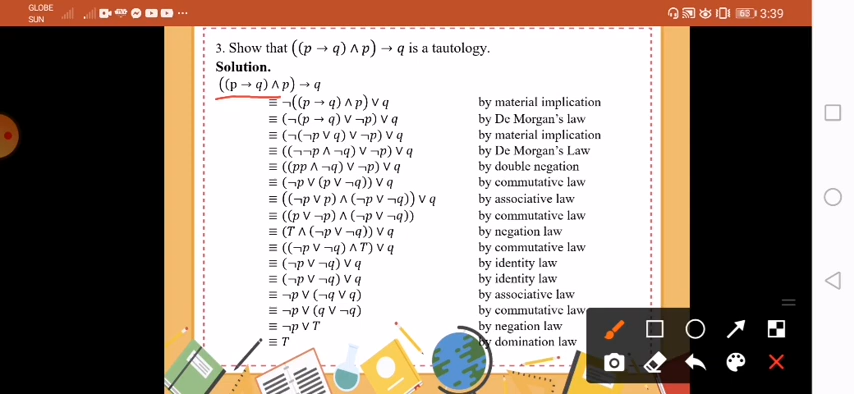 GLOBE
SUN
63 3:39
3. Show that ((p → q) ∧ p) → q is a tautology.
Solution.
((p → q) ∧ p) → q
≡ ¬((p → q) ∧ p) ∨ q by material implication
≡ (¬(p → q) ∨ ¬p) ∨ q by De Morgan's law
≡ (¬(¬p ∨ q) ∨ ¬p) ∨ q by material implication
≡ ((¬¬p ∧ ¬q) ∨ ¬p) ∨ q by De Morgan's Law
≡ ((pp ∧ ¬q) ∨ ¬p) ∨ q by double negation
≡ (¬p ∨ (p ∨ ¬q)) ∨ q by commutative law
≡ ((¬p ∨ p) ∧ (¬p ∨ ¬q)) ∨ q by associative law
≡ ((p ∨ ¬p) ∧ (¬p ∨ ¬q)) by commutative law
≡ (T ∧ (¬p ∨ ¬q)) ∨ q by negation law
≡ ((¬p ∨ ¬q) ∧ T) ∨ q by commutative law
≡ (¬p ∨ ¬q) ∨ q by identity law
≡ (¬p ∨ ¬q) ∨ q by identity law
≡ ¬p ∨ (¬q ∨ q) by associative law
≡ ¬p ∨ (q ∨ ¬q) by commutative law
≡ ¬p ∨ T by negation law
≡ T by domination law